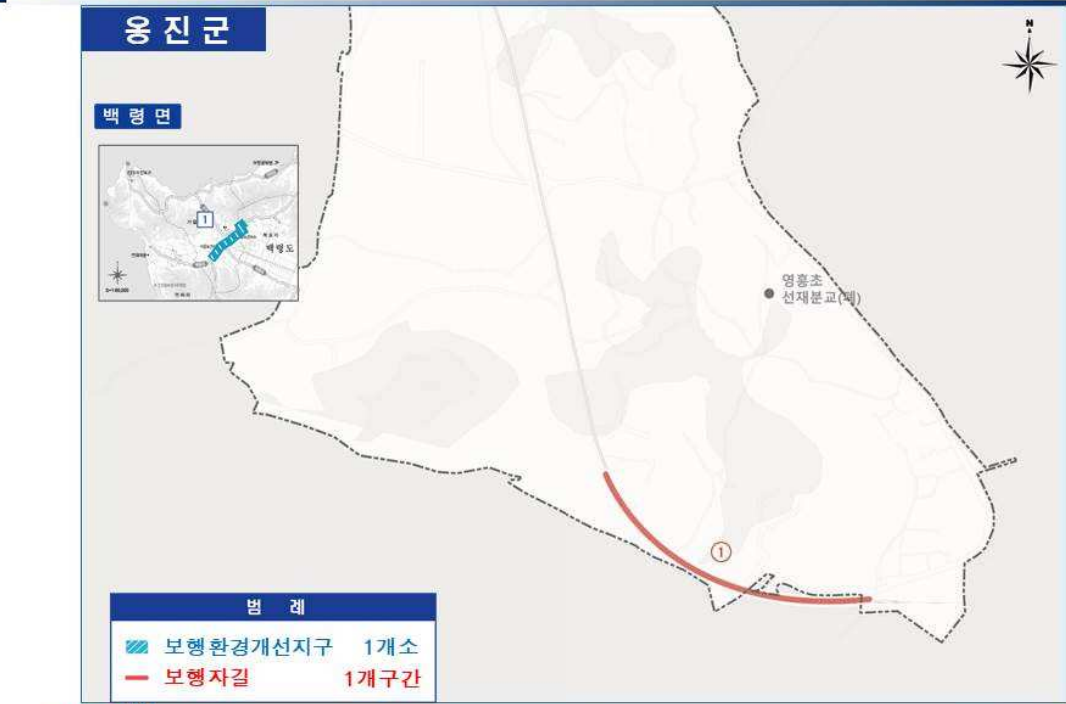 옹진군
N
백령면
1
백령도
영흥초
선재분교(폐)
1
범 례
보행환경개선지구 1개소
보행자길 1개구간